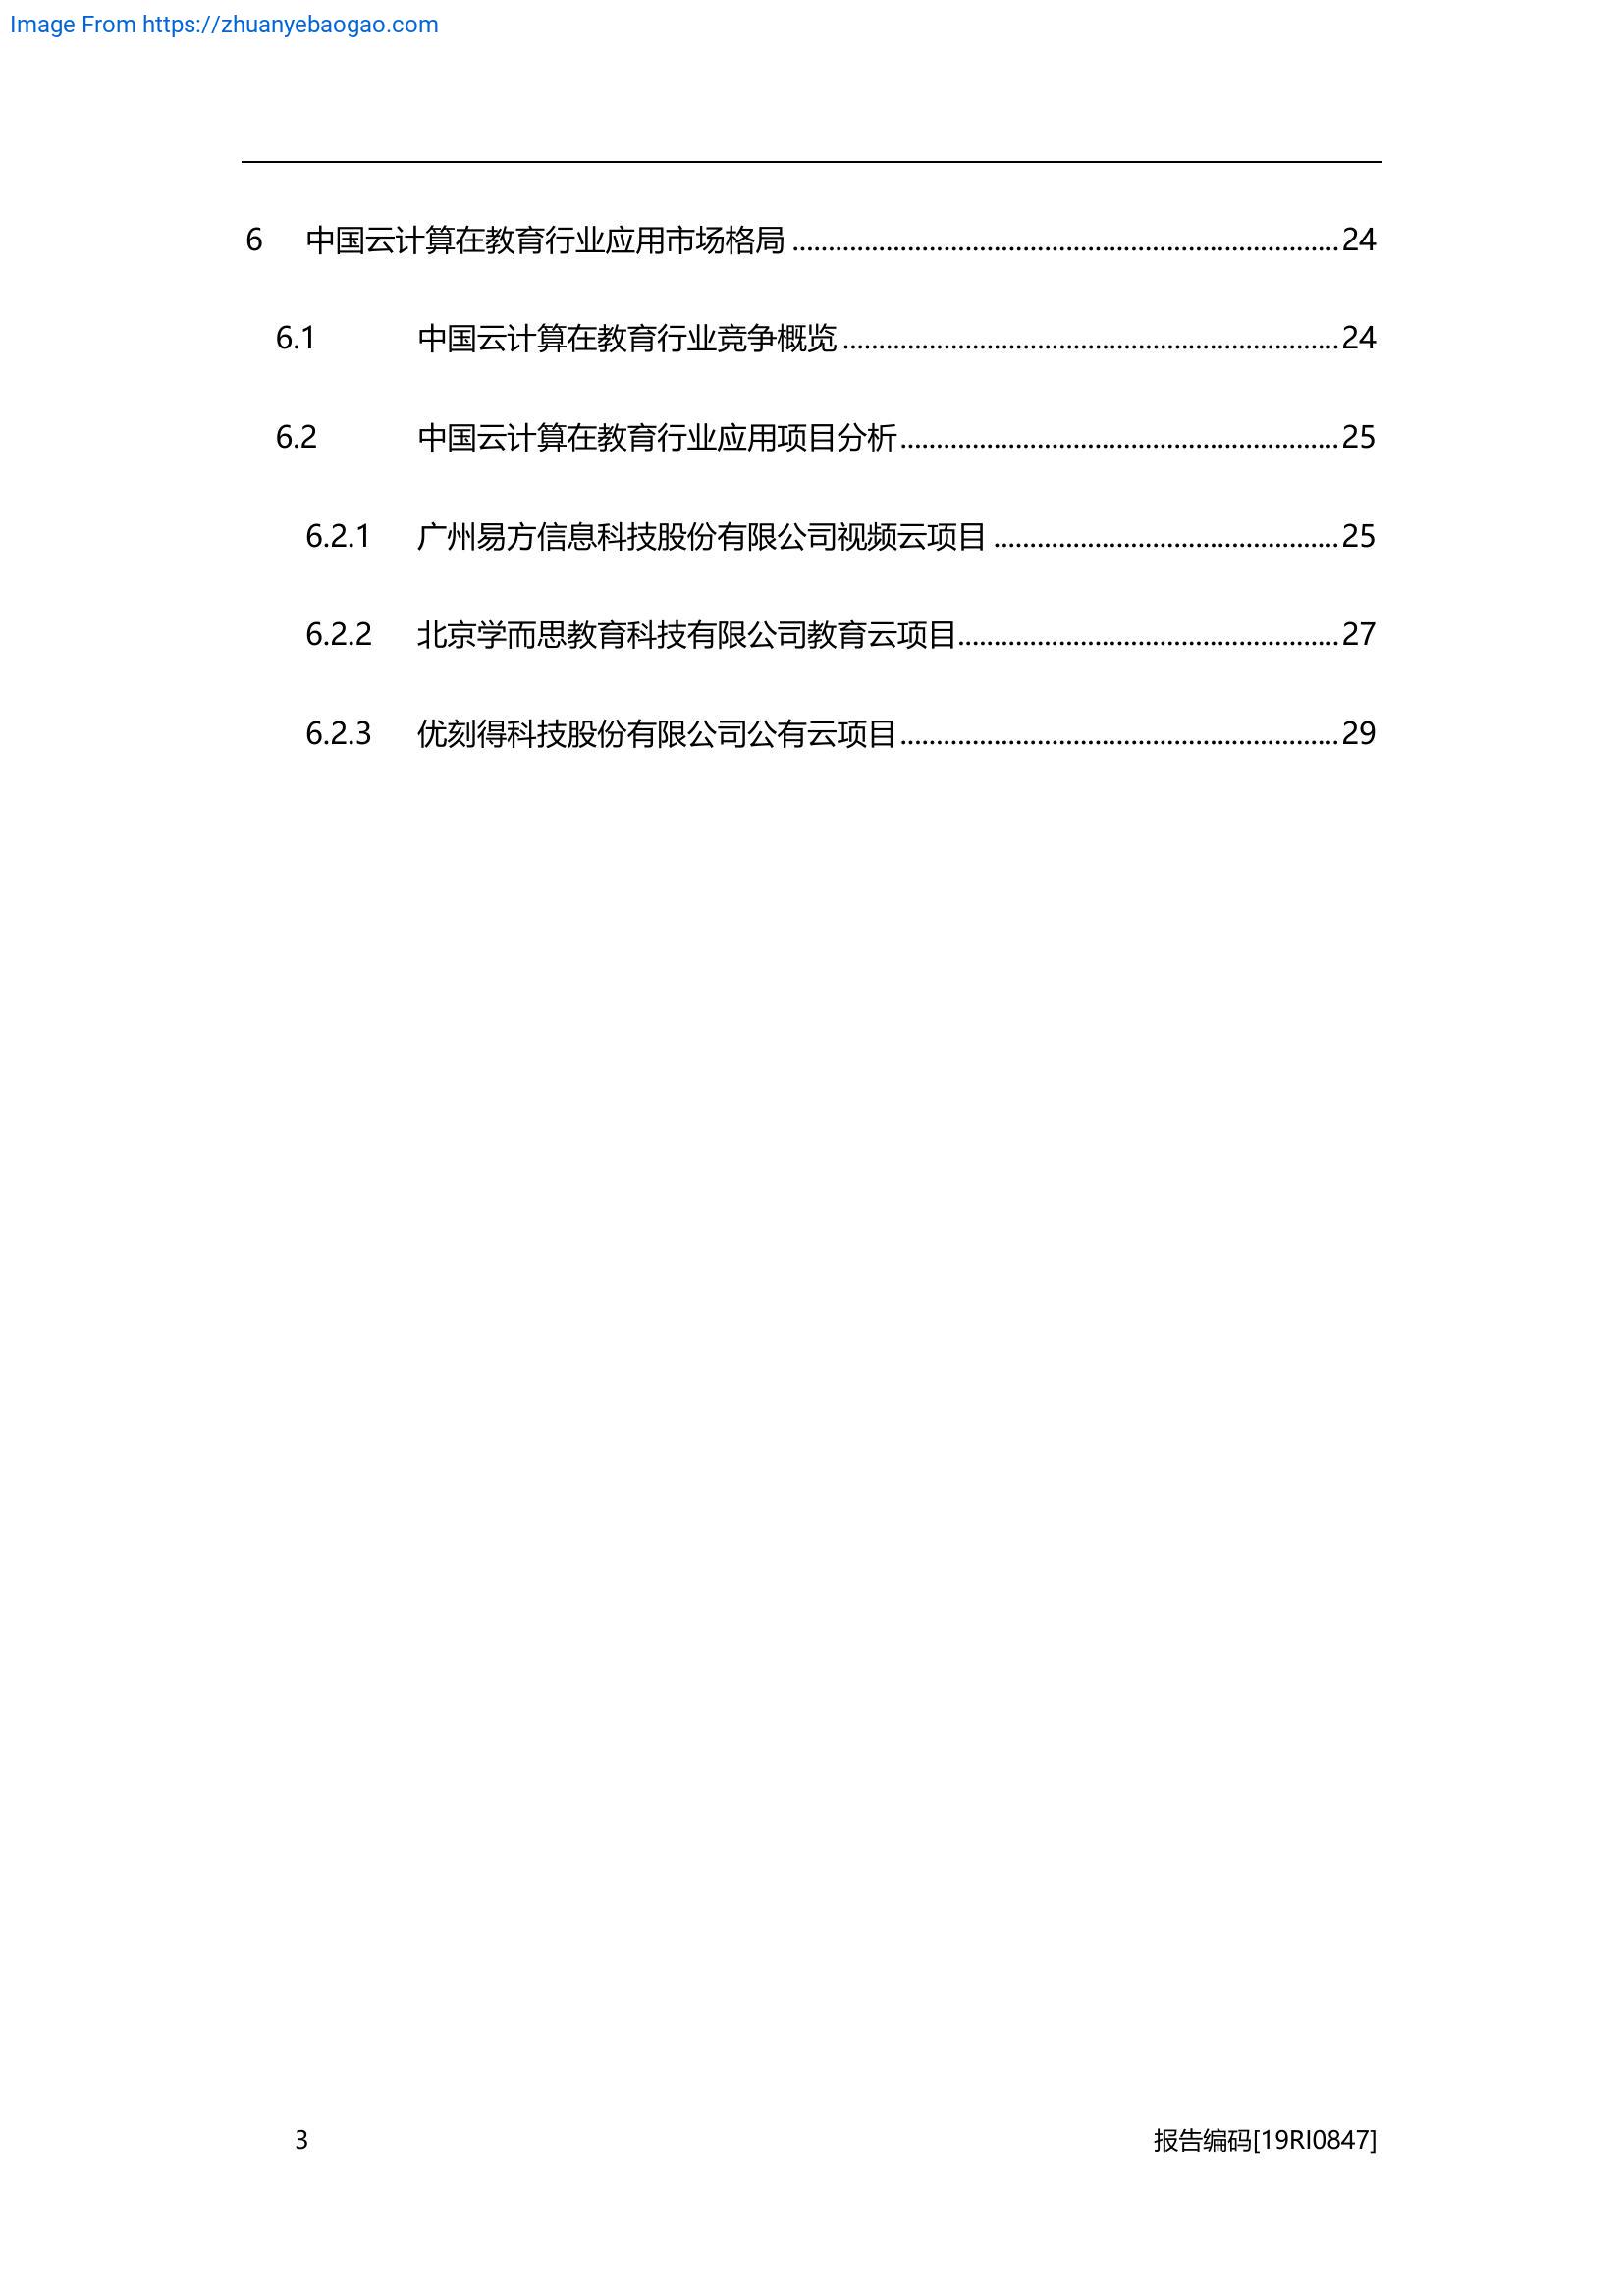 Image From https://zhuanyebaogao.com
6 中国云计算在教育行业应用市场格局 ............................................................................ 24
6.1 中国云计算在教育行业竞争概览 ..................................................................... 24
6.2 中国云计算在教育行业应用项目分析 ............................................................. 25
6.2.1 广州易方信息科技股份有限公司视频云项目 ................................................ 25
6.2.2 北京学而思教育科技有限公司教育云项目 ..................................................... 27
6.2.3 优刻得科技股份有限公司公有云项目 ............................................................. 29
3 报告编码[19RI0847]